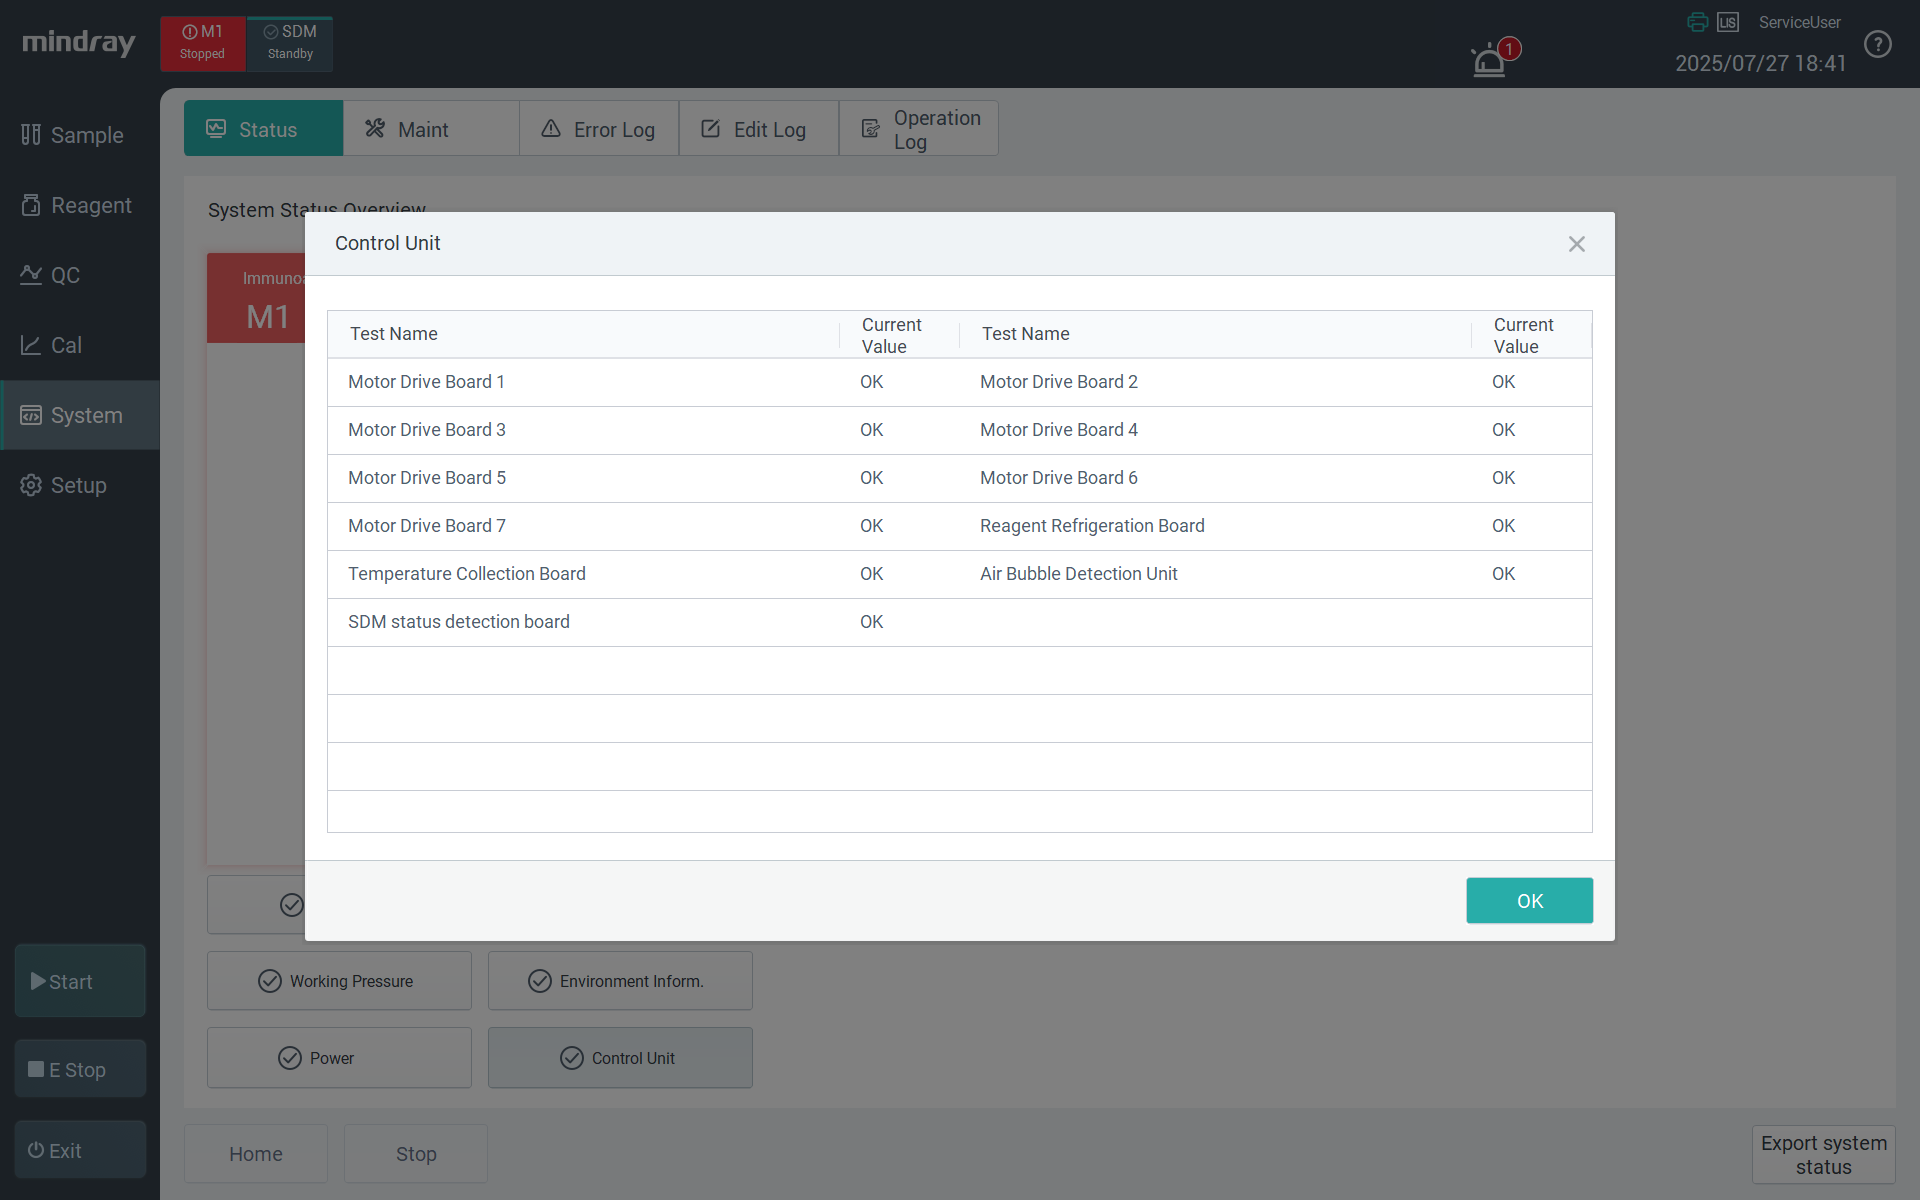 mindray
M1
Stopped
SDM
Standby
1
LIS
ServiceUser
2025/07/27 18:41
?
Sample
Reagent
QC
Cal
System
Setup
Start
E Stop
Exit
Status
Maint
Error Log
Edit Log
Operation
Log
System Status Overview
M1
Control Unit
Test Name
Current
Value
Test Name
Current
Value
Motor Drive Board 1 OK Motor Drive Board 2 OK
Motor Drive Board 3 OK Motor Drive Board 4 OK
Motor Drive Board 5 OK Motor Drive Board 6 OK
Motor Drive Board 7 OK Reagent Refrigeration Board OK
Temperature Collection Board OK Air Bubble Detection Unit OK
SDM status detection board OK
OK
Working Pressure
Environment Inform.
Power
Control Unit
Home
Stop
Export system
status